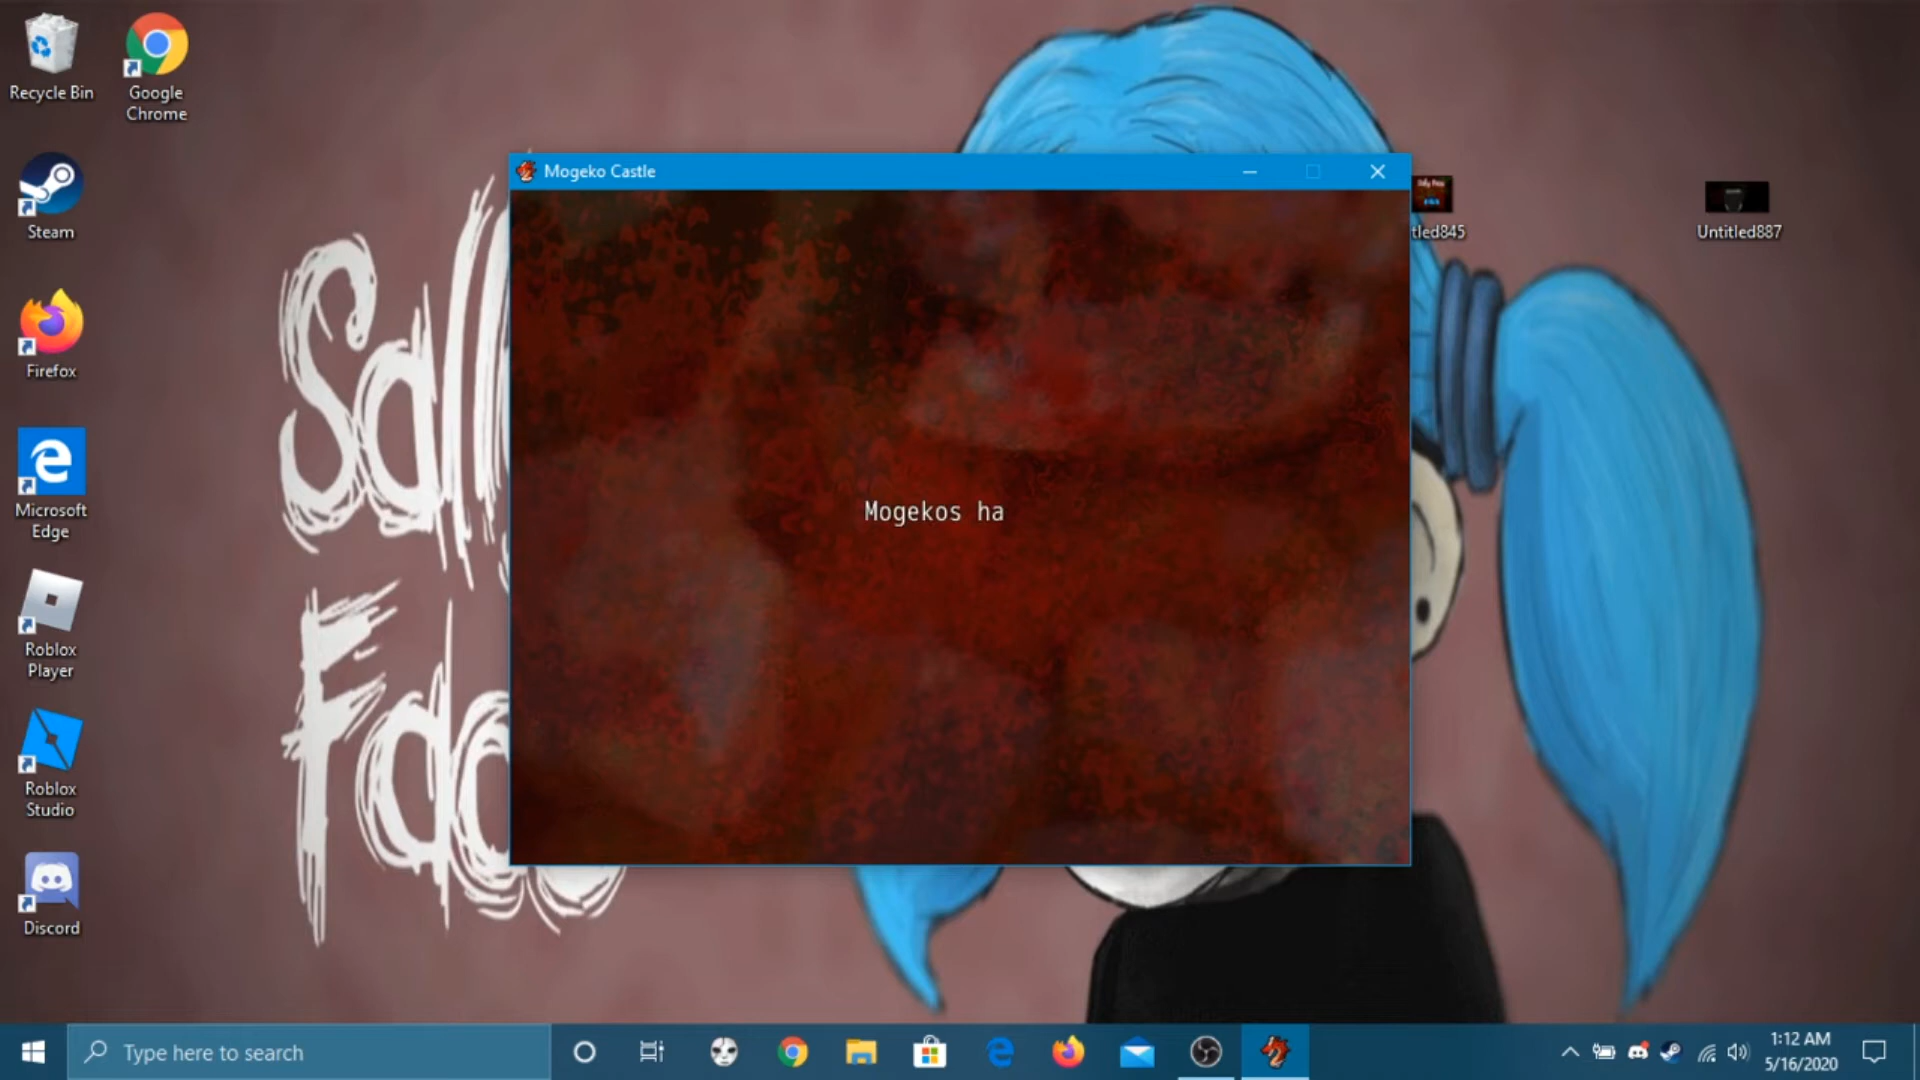 Recycle Bin
Google
Chrome
Steam
Firefox
Microsoft
Edge
Roblox
Player
Roblox
Studio
Discord
Mogeko Castle
Mogekos ha
tled845
Untitled887
Type here to search
1:12 AM
5/16/2020